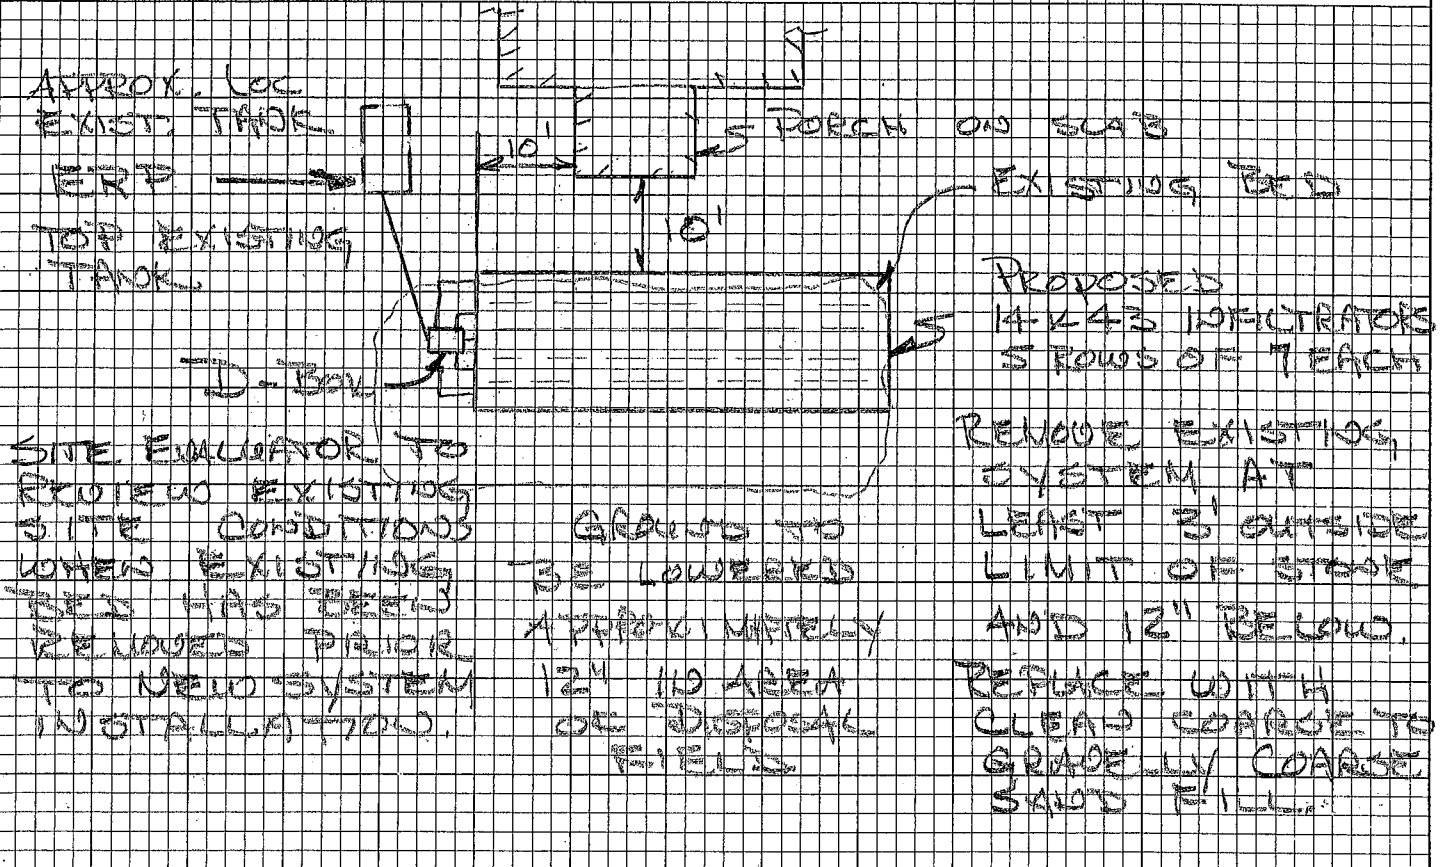 APPROX. LOC
EXIST. TANK
ERP
TOP EXISTING
TANK
10'
PORCH ON SLAB
10'
EXISTING BED
PROPOSED
14 x 43 INFILTRATORS
5 ROWS OF 7 EACH
D-BOX
SITE EVALUATOR TO
REVIEW EXISTING
SITE CONDITIONS
WHEN EXISTING
BED HAS BEEN
REMOVED PRIOR
TO NEW SYSTEM
INSTALLATION.
GROUND TO
BE LOWERED
APPROXIMATELY
12" IN AREA
OF DISPOSAL
FIELD
REMOVE EXISTING
SYSTEM AT
LEAST 3' OUTSIDE
LIMIT OF STONE
AND 12" BELOW.
REPLACE WITH
CLEAN COARSE TO
GRAVELLY COARSE
SAND FILL.